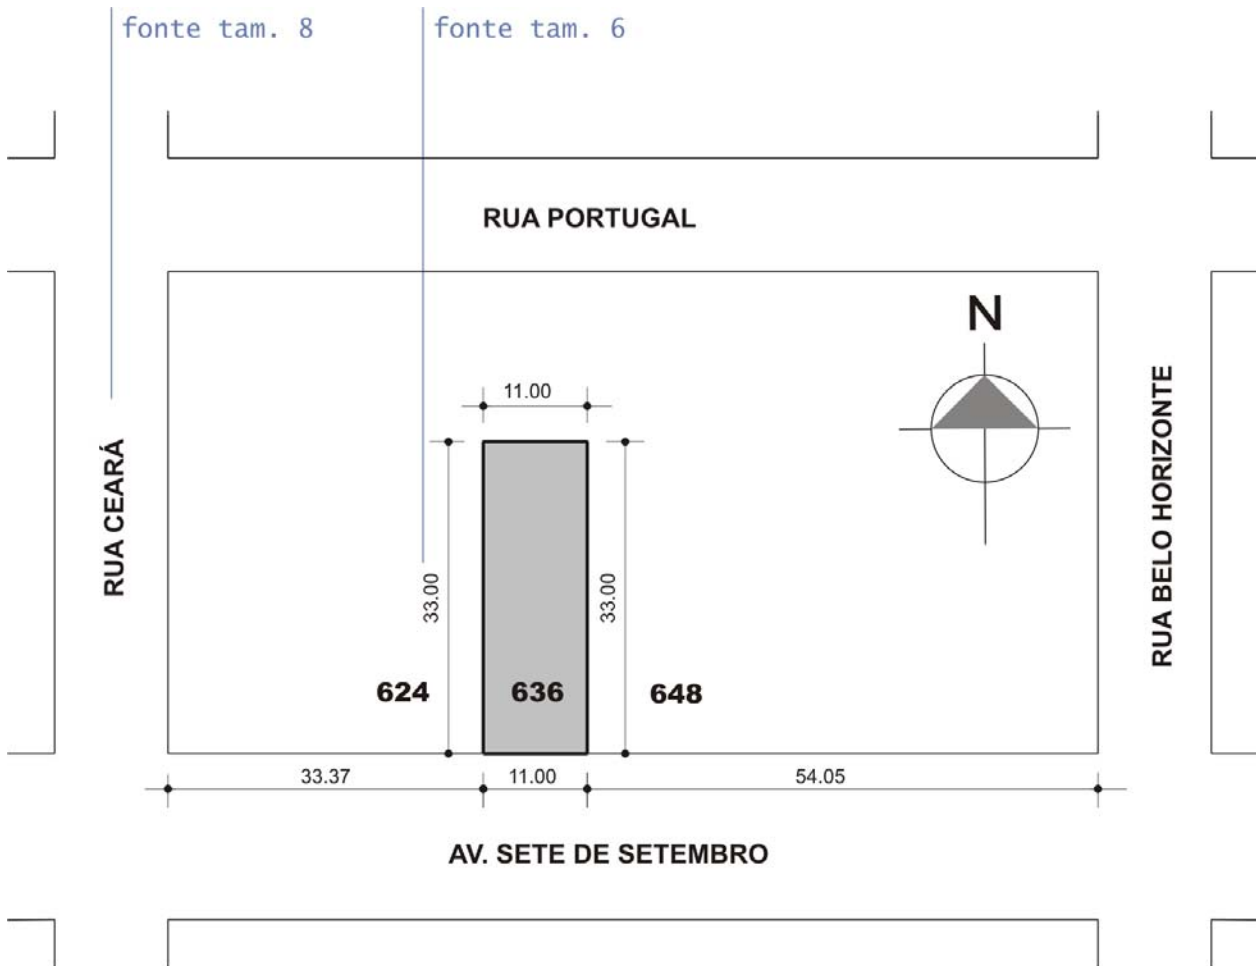 fonte tam. 8
fonte tam. 6
RUA PORTUGAL
N
11.00
RUA CEARÁ
33.00
33.00
RUA BELO HORIZONTE
624
636
648
33.37
11.00
54.05
AV. SETE DE SETEMBRO